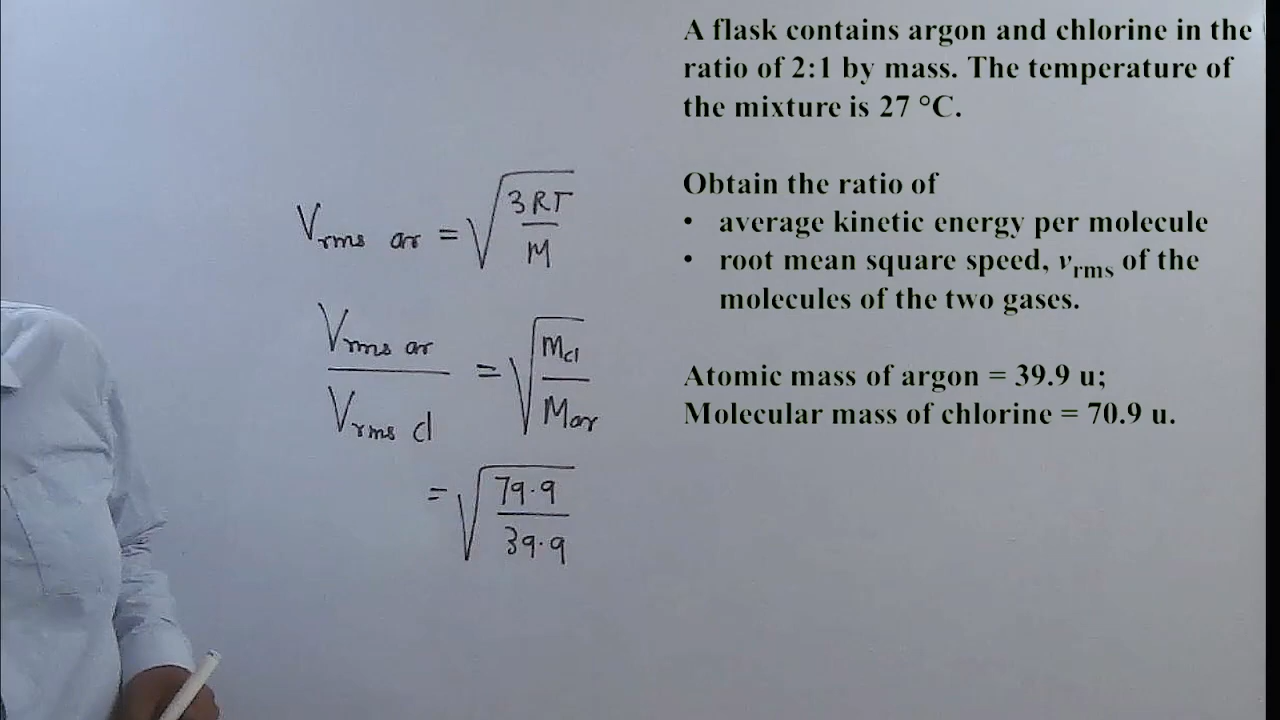 A flask contains argon and chlorine in the
ratio of 2:1 by mass. The temperature of
the mixture is 27 °C.
Obtain the ratio of
• average kinetic energy per molecule
• root mean square speed, vrms of the
molecules of the two gases.
Atomic mass of argon = 39.9 u;
Molecular mass of chlorine = 70.9 u.
Vrms ar = √(3RT/M)
Vrms ar / Vrms cl = √(Mcl/Mar)
= √(79.9/39.9)